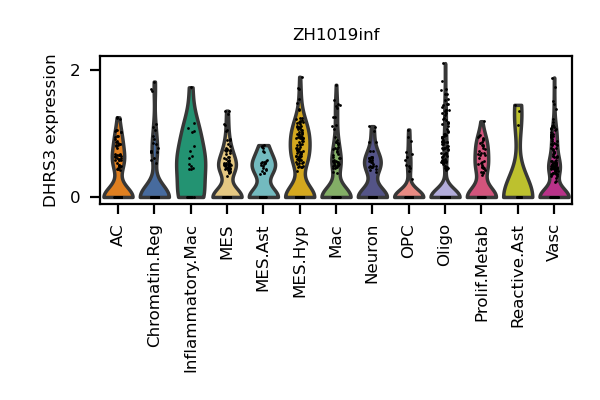 ZH1019inf
DHRS3 expression
2
0
AC
Chromatin.Reg
Inflammatory.Mac
MES
MES.Ast
MES.Hyp
Mac
Neuron
OPC
Oligo
Prolif.Metab
Reactive.Ast
Vasc